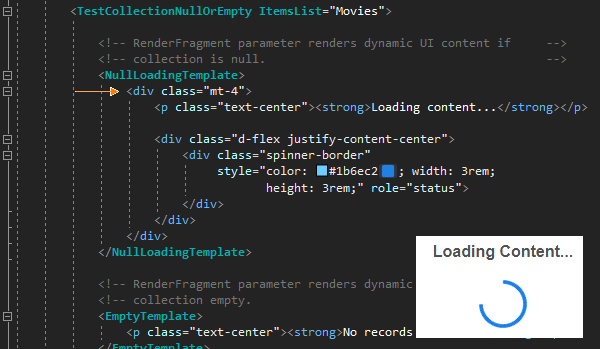 <TestCollectionNullOrEmpty ItemsList="Movies">
<!-- RenderFragment parameter renders dynamic UI content if -->
<!-- collection is null. -->
<NullLoadingTemplate>
<div class="mt-4">
<p class="text-center"><strong>Loading content...</strong></p>
<div class="d-flex justify-content-center">
<div class="spinner-border"
style="color: #1b6ec2 ; width: 3rem;
height: 3rem;" role="status">
</div>
</div>
</div>
</NullLoadingTemplate>
Loading Content...
<!-- RenderFragment parameter renders dynamic
<!-- collection empty.
<EmptyTemplate>
<p class="text-center"><strong>No records
</EmptyTemplate>